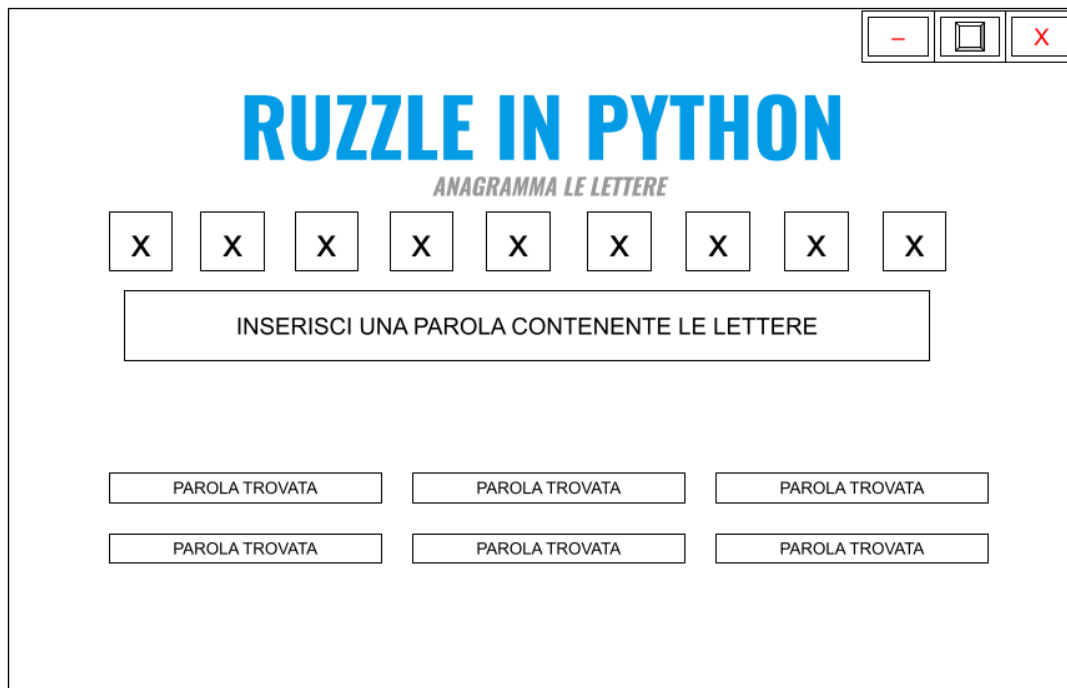 – X
RUZZLE IN PYTHON
ANAGRAMMA LE LETTERE
X X X X X X X X X
INSERISCI UNA PAROLA CONTENENTE LE LETTERE
PAROLA TROVATA PAROLA TROVATA PAROLA TROVATA
PAROLA TROVATA PAROLA TROVATA PAROLA TROVATA